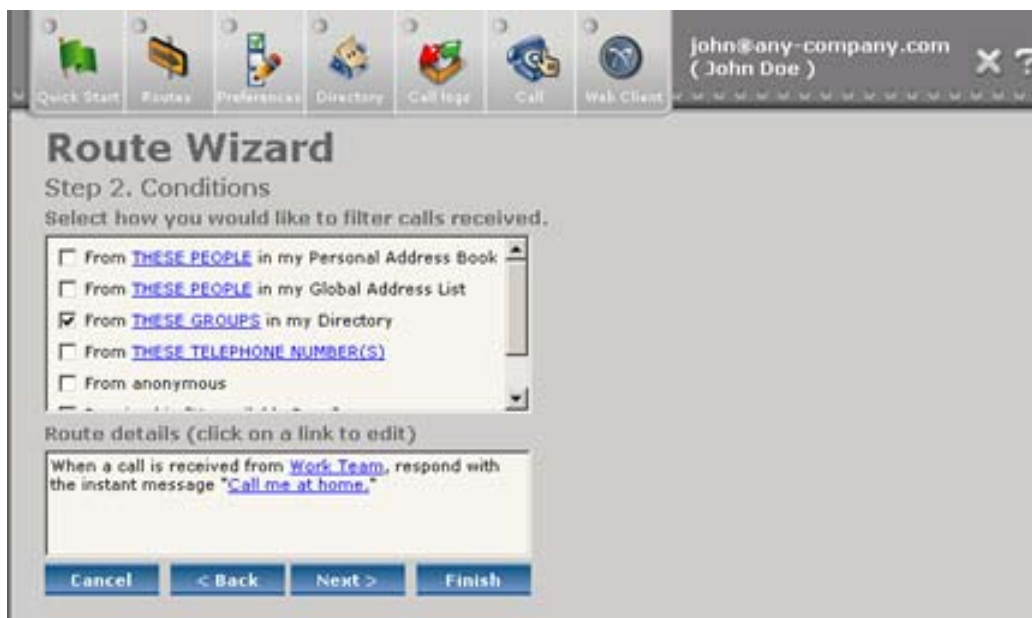 john@any-company.com
( John Doe )
Quick Start Routes Preferences Directory Call logs Call Web Client
Route Wizard
Step 2. Conditions
Select how you would like to filter calls received.
From THESE PEOPLE in my Personal Address Book
From THESE PEOPLE in my Global Address List
From THESE GROUPS in my Directory
From THESE TELEPHONE NUMBER(S)
From anonymous
Route details (click on a link to edit)
When a call is received from Work Team, respond with
the instant message "Call me at home."
Cancel < Back Next > Finish